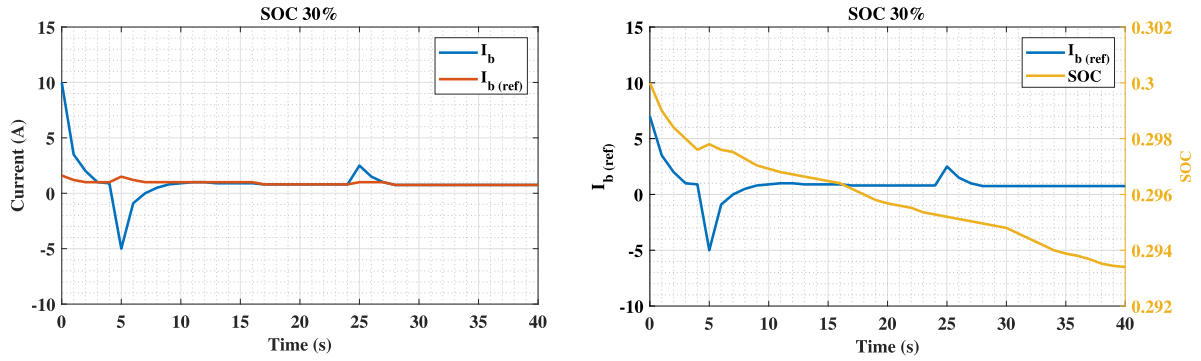 SOC 30%
15
10
5
0
-5
-10
Current (A)
I_b
I_b (ref)
0 5 10 15 20 25 30 35 40
Time (s)
SOC 30%
15
10
5
0
-5
-10
I_b (ref)
I_b (ref)
SOC
0.302
0.3
0.298
0.296
0.294
0.292
SOC
0 5 10 15 20 25 30 35 40
Time (s)